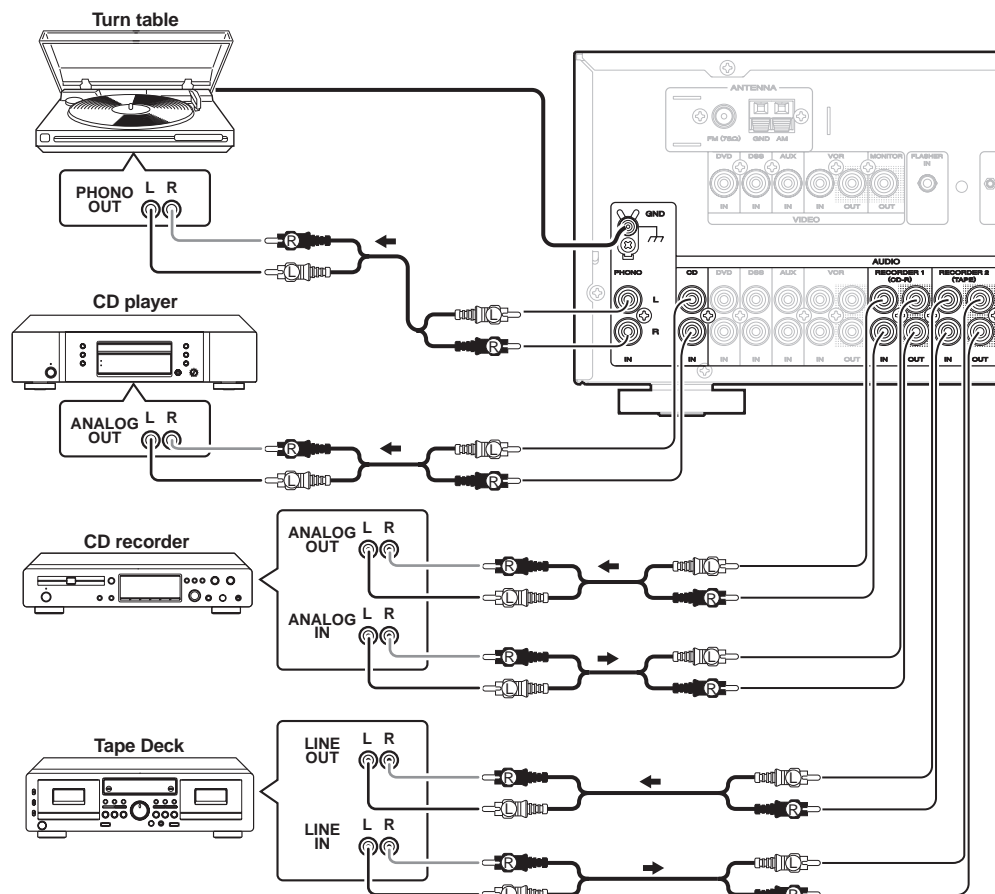 Turn table
PHONO OUT
L R
R
L
L
R
CD player
ANALOG OUT
L R
R
L
L
R
CD recorder
ANALOG OUT
L R
R
L
L
R
ANALOG IN
L R
R
L
L
R
Tape Deck
LINE OUT
L R
R
L
L
R
LINE IN
L R
R
L
L
R
ANTENNA
FM (75Ω) GND AM
DVD DSS AUX VCR MONITOR
IN IN IN IN OUT OUT
VIDEO
FLASHER IN
GND
AUDIO
PHONO CD DVD DSS AUX VCR RECORDER 1 (CD-R) RECORDER 2 (TAPE)
L
R
IN IN IN IN IN IN OUT IN OUT IN OUT